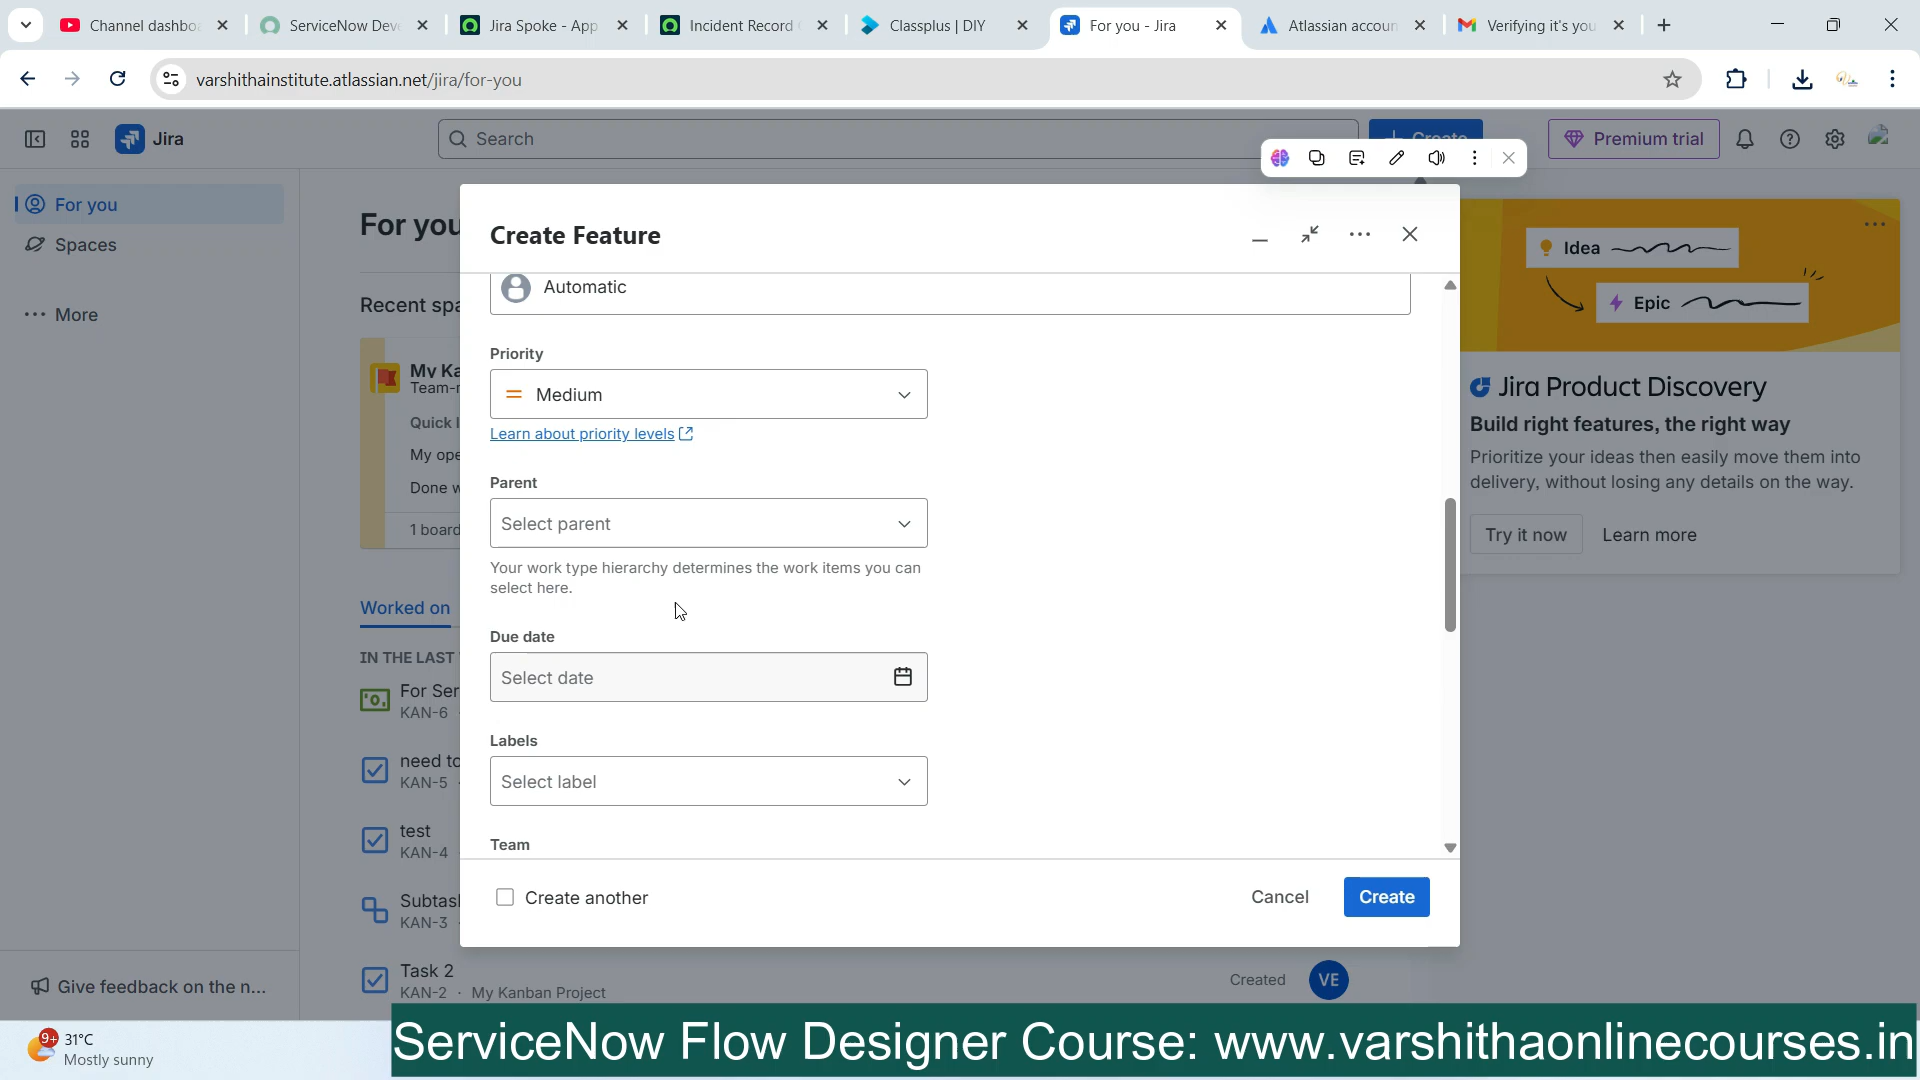 Channel dashbo
ServiceNow Dev
Jira Spoke - App
Incident Record
Classplus | DIY
For you - Jira
Atlassian accoun
Verifying it's you
varshithainstitute.atlassian.net/jira/for-you
Jira
Search
Create
Premium trial
For you
Spaces
More
Give feedback on the n...
For you
Recent spa
My Ka
Team-
Quick
My ope
Done w
1 board
Worked on
IN THE LAST
For Ser
KAN-6
need to
KAN-5
test
KAN-4
Subtas
KAN-3
Task 2
KAN-2 · My Kanban Project
Created
VE
Create Feature
Automatic
Priority
Medium
Learn about priority levels
Parent
Select parent
Your work type hierarchy determines the work items you can
select here.
Due date
Select date
Labels
Select label
Team
Create another
Cancel
Create
Idea
Epic
Jira Product Discovery
Build right features, the right way
Prioritize your ideas then easily move them into
delivery, without losing any details on the way.
Try it now
Learn more
9+
31°C
Mostly sunny
ServiceNow Flow Designer Course: www.varshithaonlinecourses.in